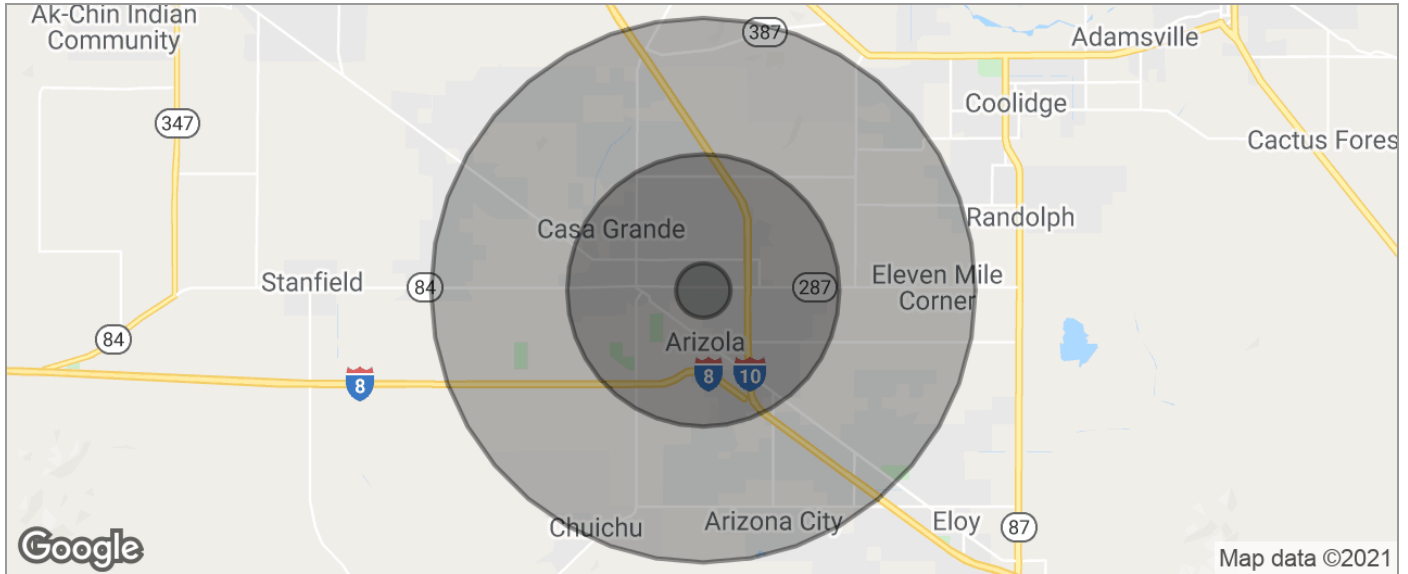 Ak-Chin Indian
Community
387
Adamsville
347
Coolidge
Cactus Fores
Casa Grande
Randolph
Stanfield
84
287
Eleven Mile
Corner
84
Arizola
8
8
10
Chuichu
Arizona City
Eloy
87
Google
Map data ©2021